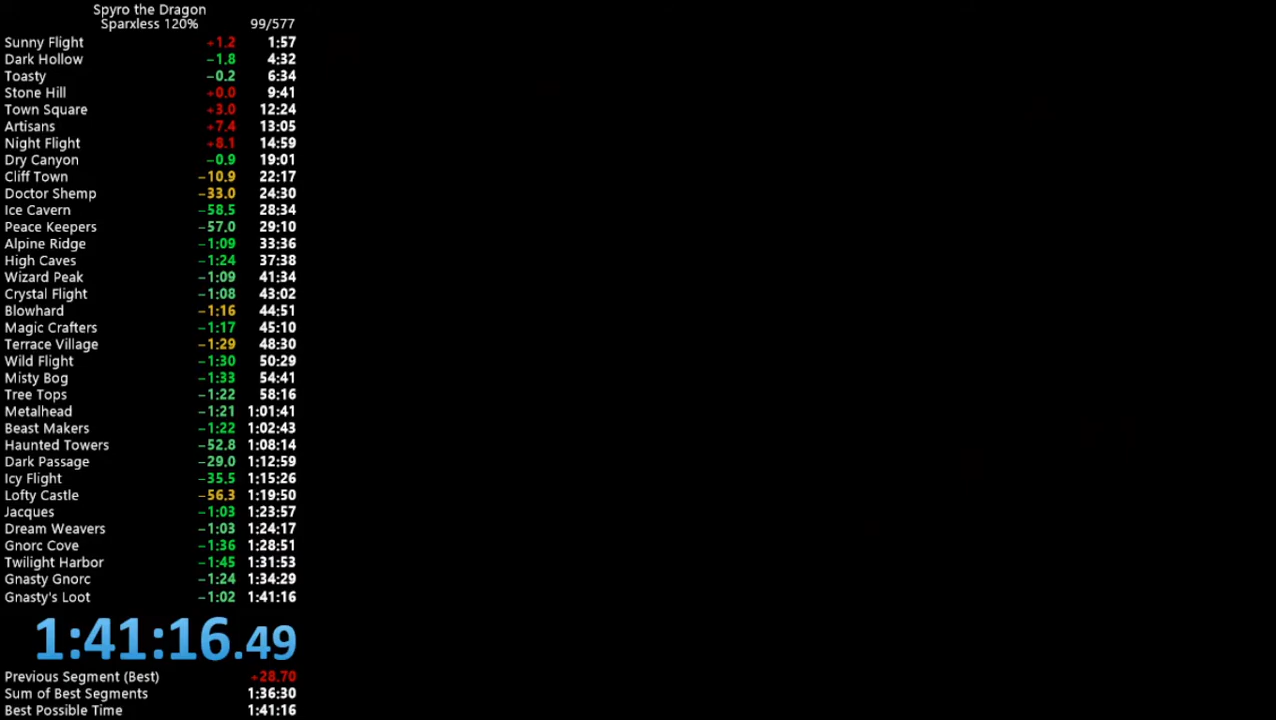 Spyro the Dragon
Sparxless 120% 99/577
Sunny Flight +1.2 1:57
Dark Hollow −1.8 4:32
Toasty −0.2 6:34
Stone Hill +0.0 9:41
Town Square +3.0 12:24
Artisans +7.4 13:05
Night Flight +8.1 14:59
Dry Canyon −0.9 19:01
Cliff Town −10.9 22:17
Doctor Shemp −33.0 24:30
Ice Cavern −58.5 28:34
Peace Keepers −57.0 29:10
Alpine Ridge −1:09 33:36
High Caves −1:24 37:38
Wizard Peak −1:09 41:34
Crystal Flight −1:08 43:02
Blowhard −1:16 44:51
Magic Crafters −1:17 45:10
Terrace Village −1:29 48:30
Wild Flight −1:30 50:29
Misty Bog −1:33 54:41
Tree Tops −1:22 58:16
Metalhead −1:21 1:01:41
Beast Makers −1:22 1:02:43
Haunted Towers −52.8 1:08:14
Dark Passage −29.0 1:12:59
Icy Flight −35.5 1:15:26
Lofty Castle −56.3 1:19:50
Jacques −1:03 1:23:57
Dream Weavers −1:03 1:24:17
Gnorc Cove −1:36 1:28:51
Twilight Harbor −1:45 1:31:53
Gnasty Gnorc −1:24 1:34:29
Gnasty's Loot −1:02 1:41:16
1:41:16.49
Previous Segment (Best) +28.70
Sum of Best Segments 1:36:30
Best Possible Time 1:41:16